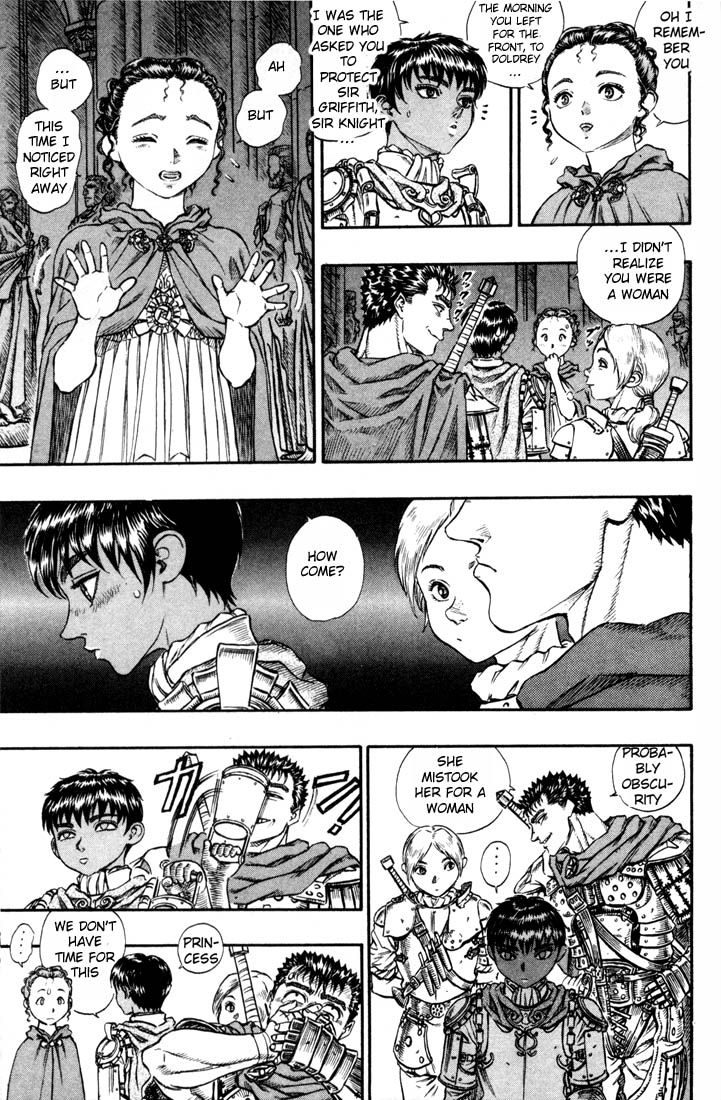 OH I
REMEM-
BER
YOU
THE MORNING
YOU LEFT
FOR THE
FRONT, TO
DOLDREY
...
I WAS THE
ONE WHO
ASKED YOU
TO
PROTECT
SIR
GRIFFITH,
SIR KNIGHT
...
AH
BUT
...
BUT
THIS
TIME I
NOTICED
RIGHT
AWAY
...I DIDN'T
REALIZE
YOU WERE
A WOMAN
HOW
COME?
PROBA-
BLY
OBSCU-
RITY
SHE
MISTOOK
HER FOR A
WOMAN
...
ガン!
PRIN-
CESS
WE DON'T
HAVE
TIME FOR
THIS
...